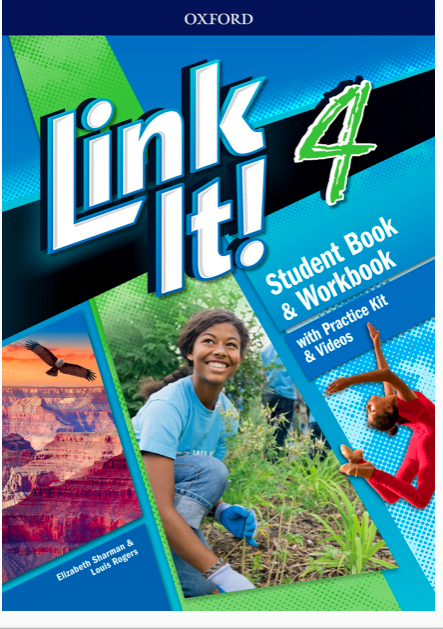 OXFORD
Link
It!
4
Student Book
& Workbook
with Practice Kit
& Videos
Elizabeth Sharman &
Louis Rogers